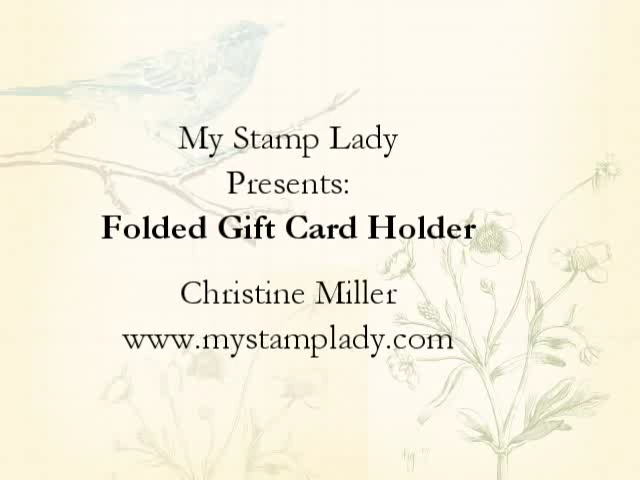 My Stamp Lady
Presents:
Folded Gift Card Holder
Christine Miller
www.mystamplady.com